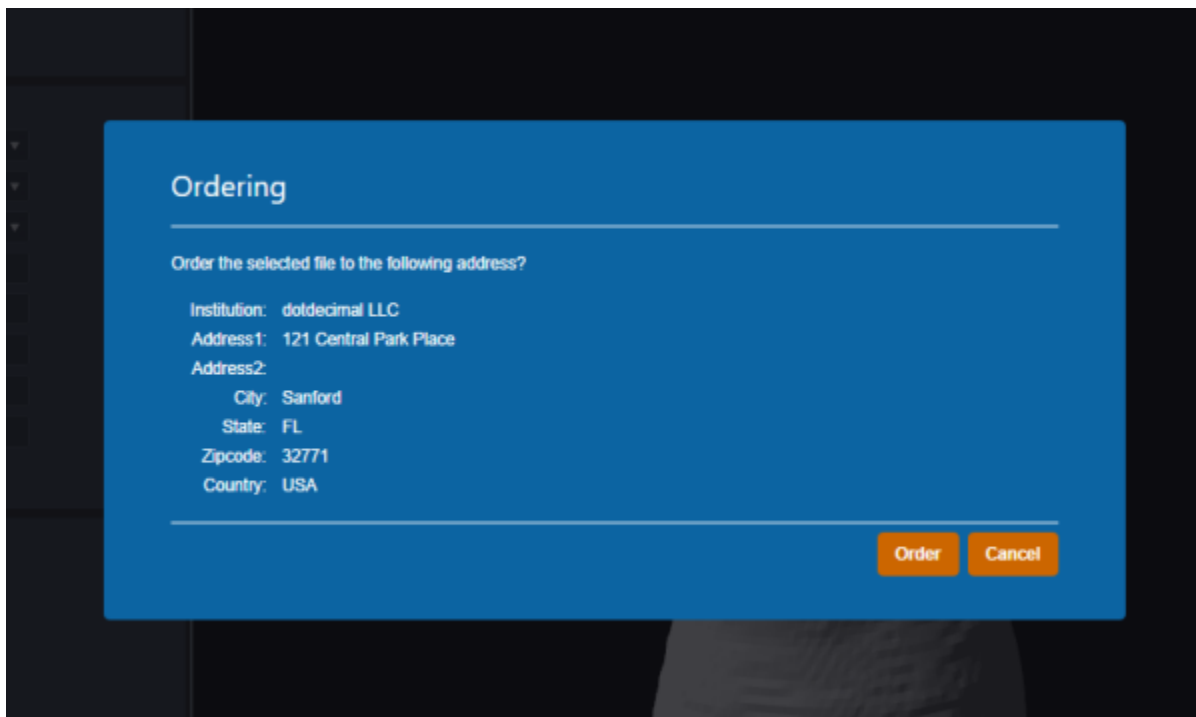 Ordering
Order the selected file to the following address?
Institution: dotdecimal LLC
Address1: 121 Central Park Place
Address2:
City: Sanford
State: FL
Zipcode: 32771
Country: USA
Order Cancel